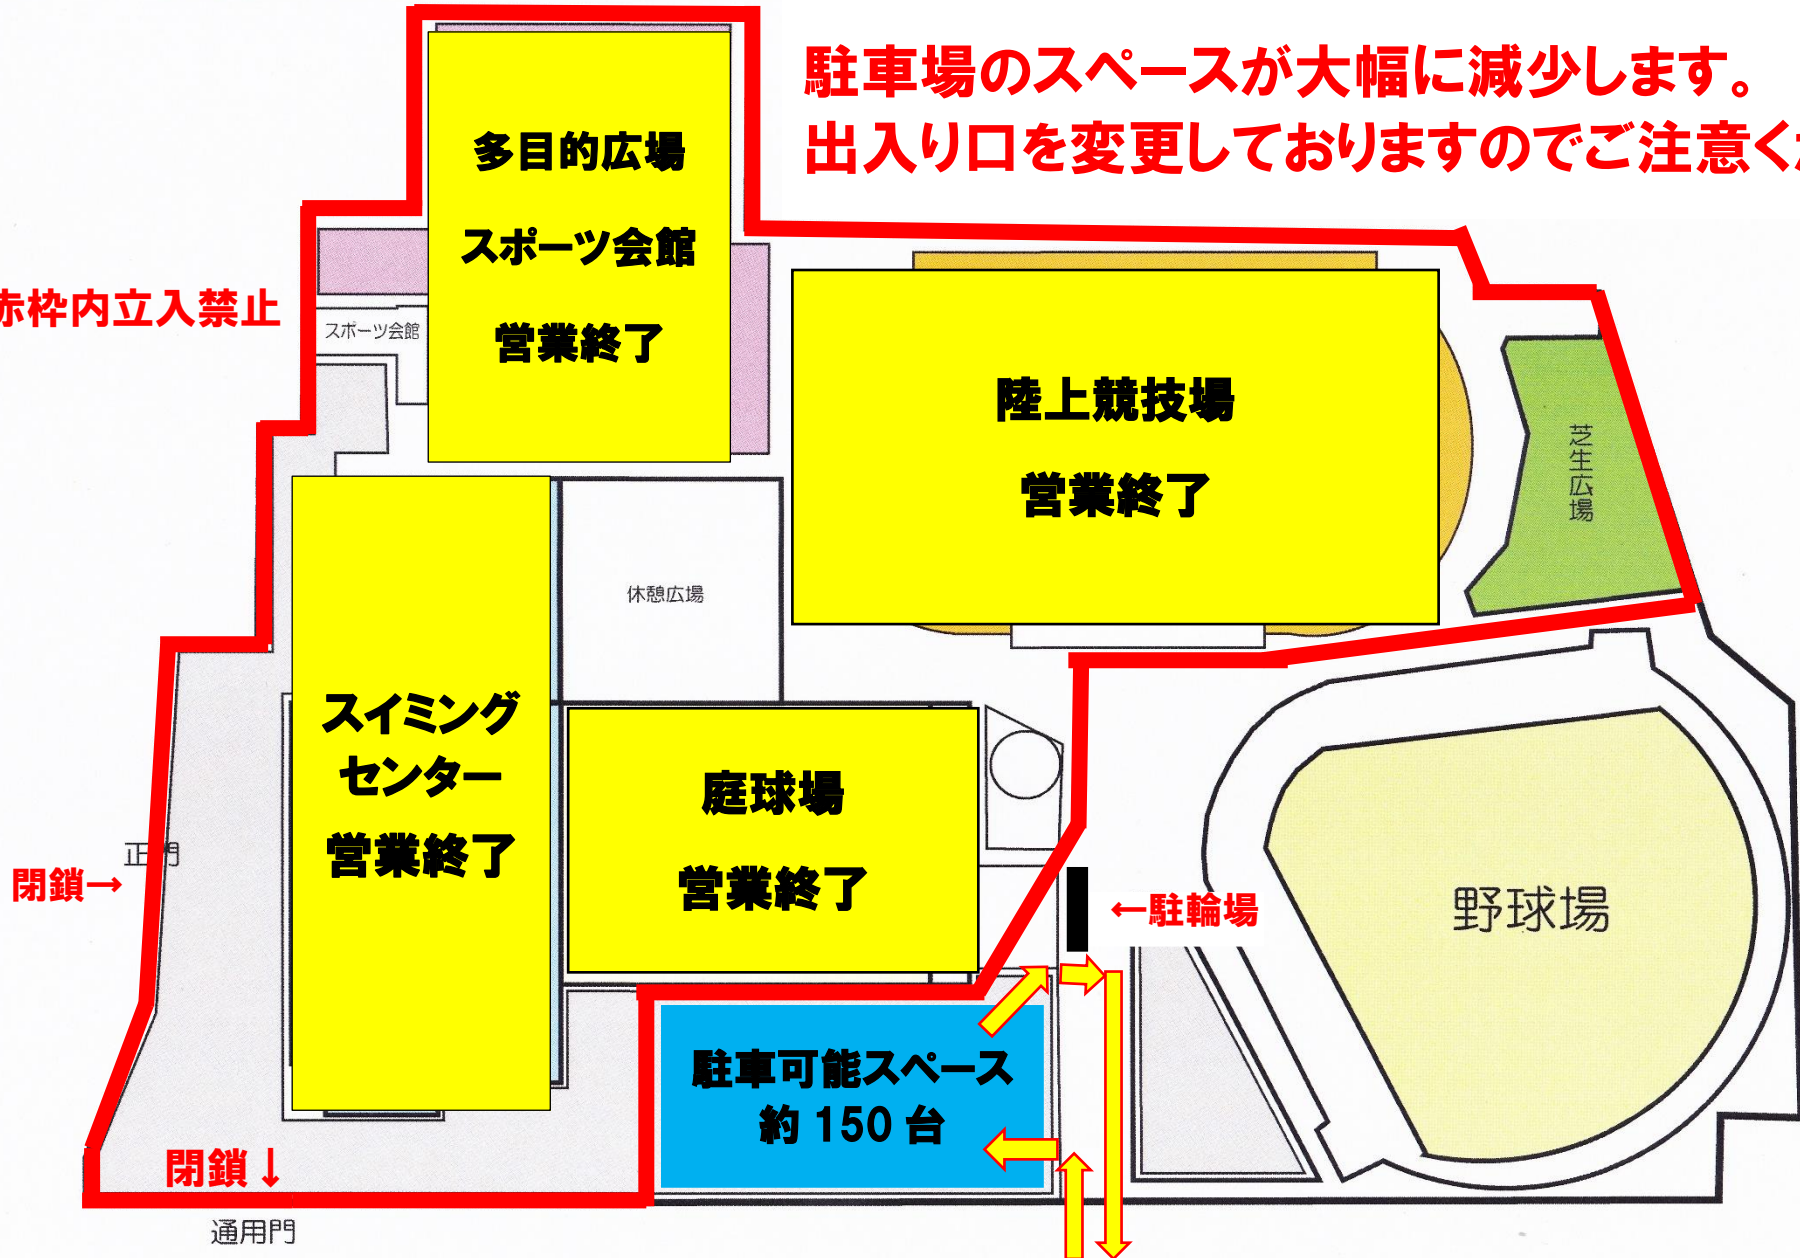 駐車場のスペースが大幅に減少します。
出入り口を変更しておりますのでご注意く
多目的広場
スポーツ会館
営業終了
赤枠内立入禁止
スポーツ会館
陸上競技場
営業終了
芝生広場
休憩広場
スイミング
センター
営業終了
庭球場
営業終了
正門
閉鎖→
←駐輪場
野球場
駐車可能スペース
約150台
閉鎖↓
通用門